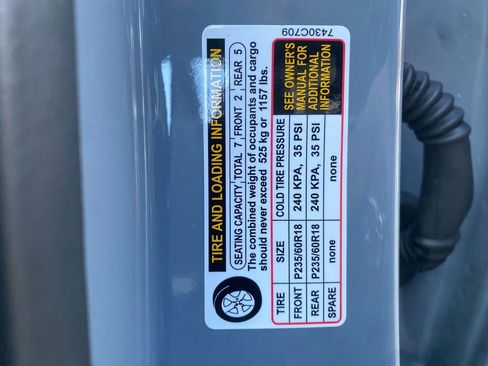 7430C709
TIRE AND LOADING INFORMATION
SEATING CAPACITY TOTAL 7 FRONT 2 REAR 5
The combined weight of occupants and cargo
should never exceed 525 kg or 1157 lbs.
TIRE SIZE COLD TIRE PRESSURE
FRONT P235/60R18 240 KPA, 35 PSI
REAR P235/60R18 240 KPA, 35 PSI
SPARE none none
SEE OWNER'S
MANUAL FOR
ADDITIONAL
INFORMATION